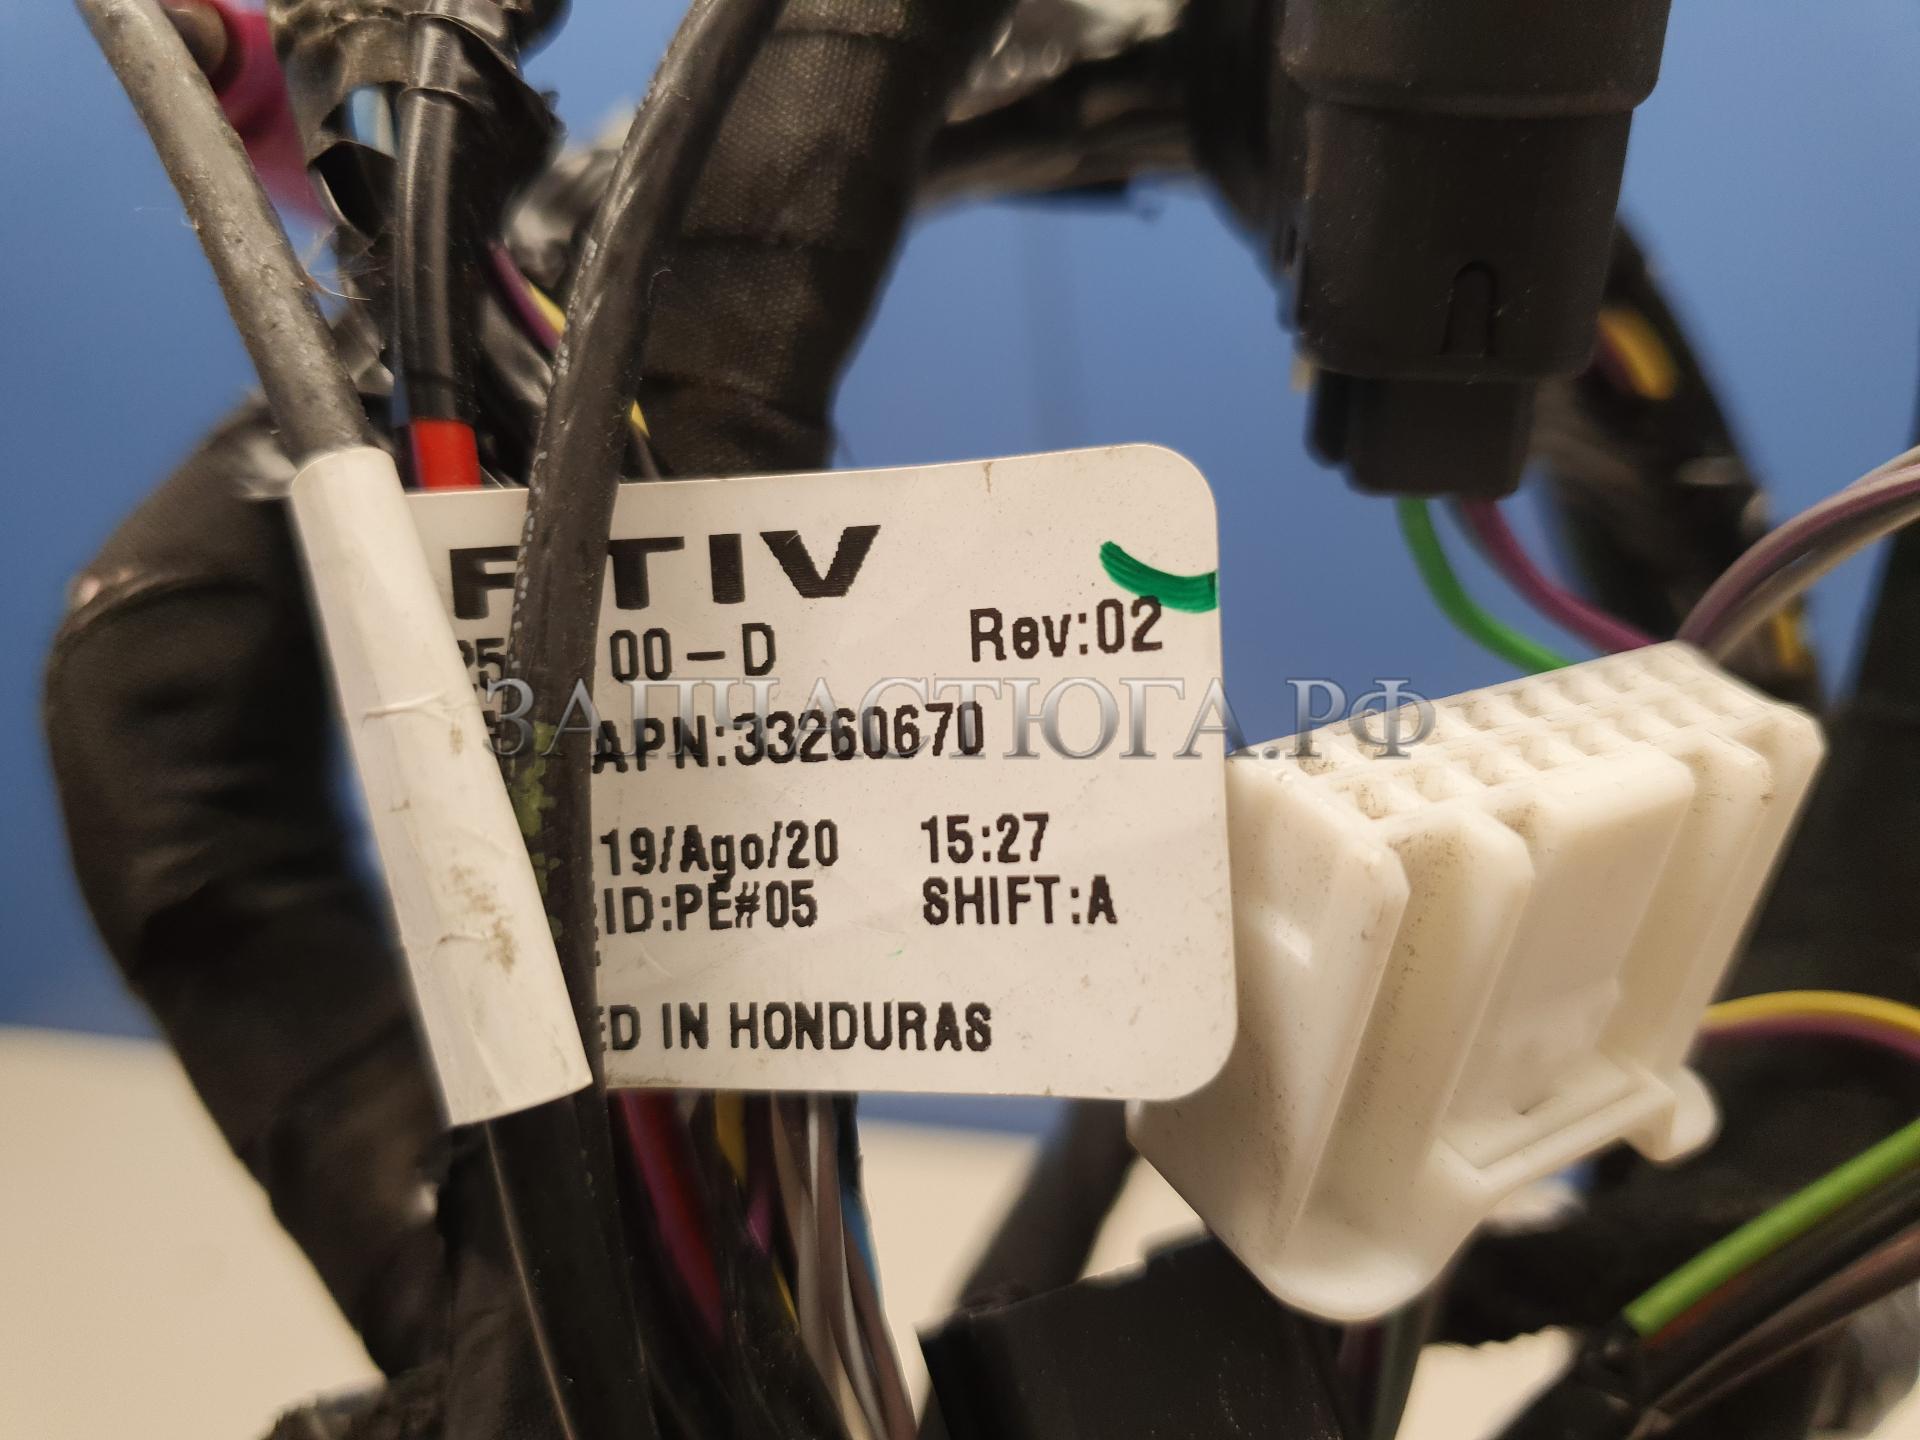 PTIV
00-D Rev:02
ЗАПЧАСТЮГА.РФ
APN:33260670
19/Ago/20 15:27
ID:PE#05 SHIFT:A
ED IN HONDURAS